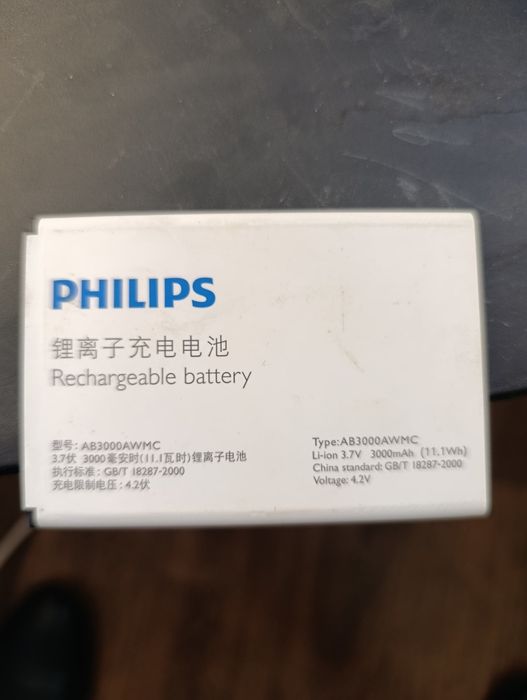 PHILIPS
锂离子充电电池
Rechargeable battery
型号: AB3000AWMC
3.7伏 3000毫安时(11.1瓦时)锂离子电池
执行标准: GB/T 18287-2000
充电限制电压: 4.2伏
Type:AB3000AWMC
Li-ion 3.7V 3000mAh (11.1Wh)
China standard: GB/T 18287-2000
Voltage: 4.2V